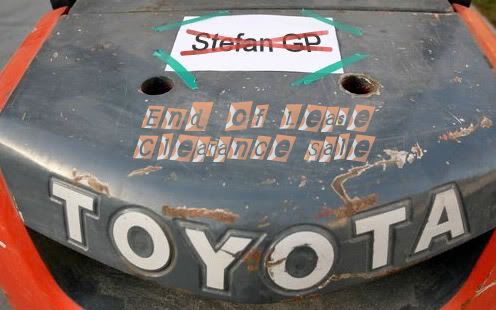 Stefan GP
End Of lease
Clearance sale
TOYOTA